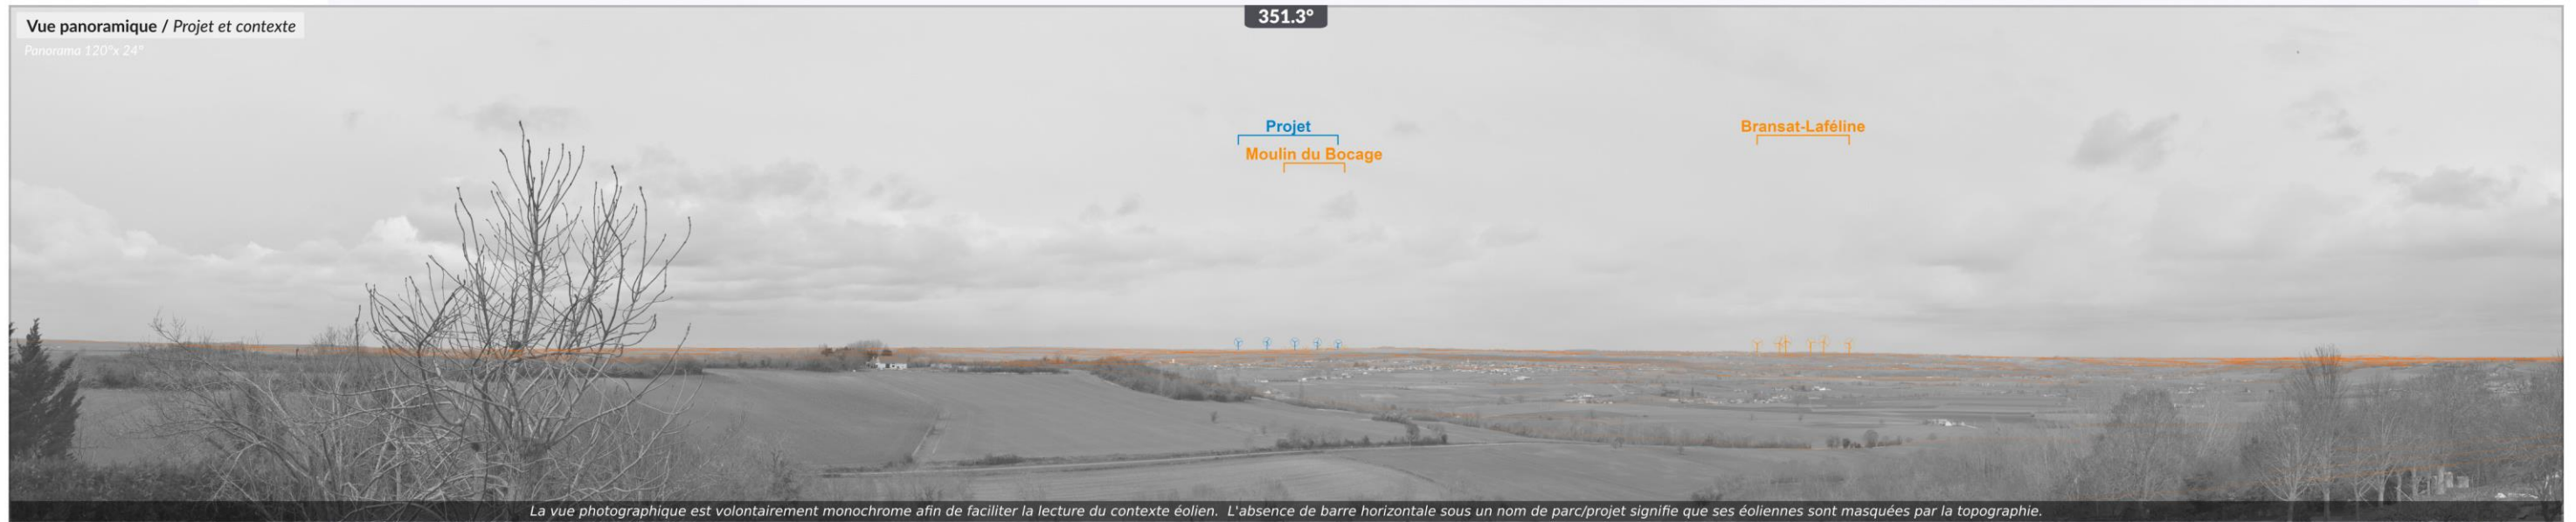 351.3°
Vue panoramique / Projet et contexte
Panorama 120°x 24°
Projet
Bransat-Laféline
Moulin du Bocage
La vue photographique est volontairement monochrome afin de faciliter la lecture du contexte éolien. L'absence de barre horizontale sous un nom de parc/projet signifie que ses éoliennes sont masquées par la topographie.